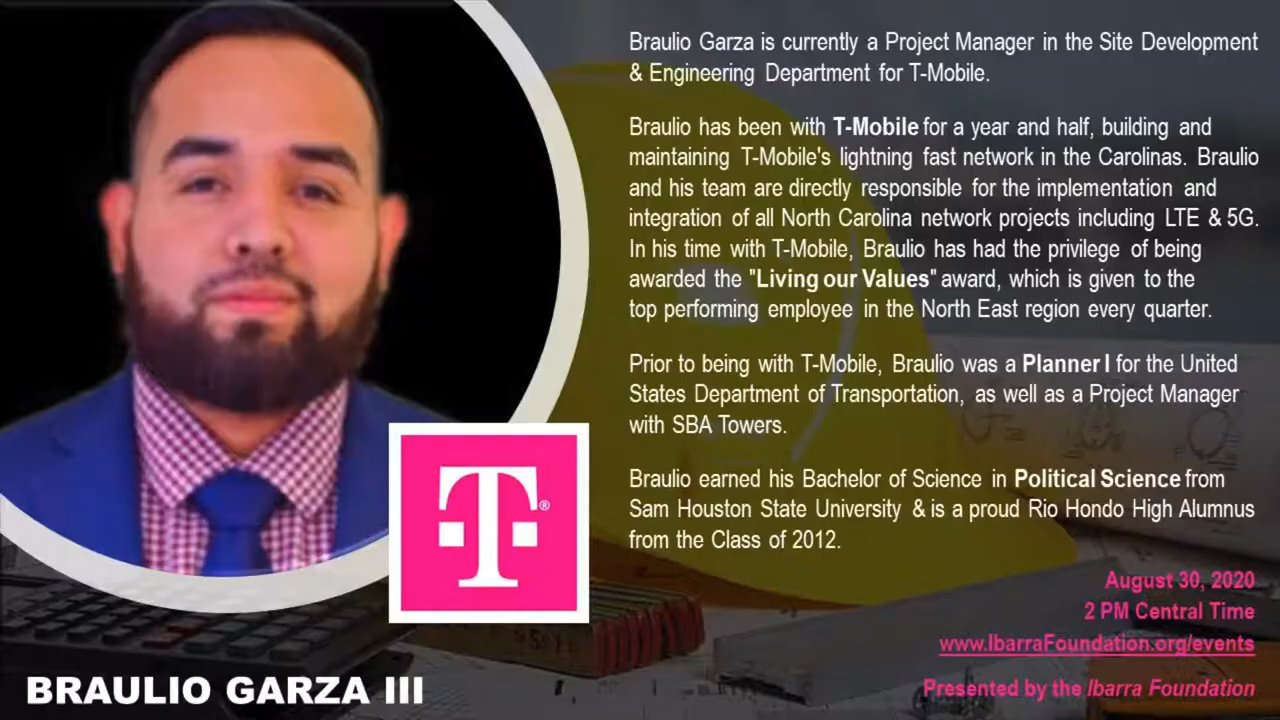 Braulio Garza is currently a Project Manager in the Site Development
& Engineering Department for T-Mobile.
Braulio has been with T-Mobile for a year and half, building and
maintaining T-Mobile's lightning fast network in the Carolinas. Braulio
and his team are directly responsible for the implementation and
integration of all North Carolina network projects including LTE & 5G.
In his time with T-Mobile, Braulio has had the privilege of being
awarded the "Living our Values" award, which is given to the
top performing employee in the North East region every quarter.
Prior to being with T-Mobile, Braulio was a Planner I for the United
States Department of Transportation, as well as a Project Manager
with SBA Towers.
Braulio earned his Bachelor of Science in Political Science from
Sam Houston State University & is a proud Rio Hondo High Alumnus
from the Class of 2012.
T®
August 30, 2020
2 PM Central Time
www.IbarraFoundation.org/events
Presented by the Ibarra Foundation
BRAULIO GARZA III